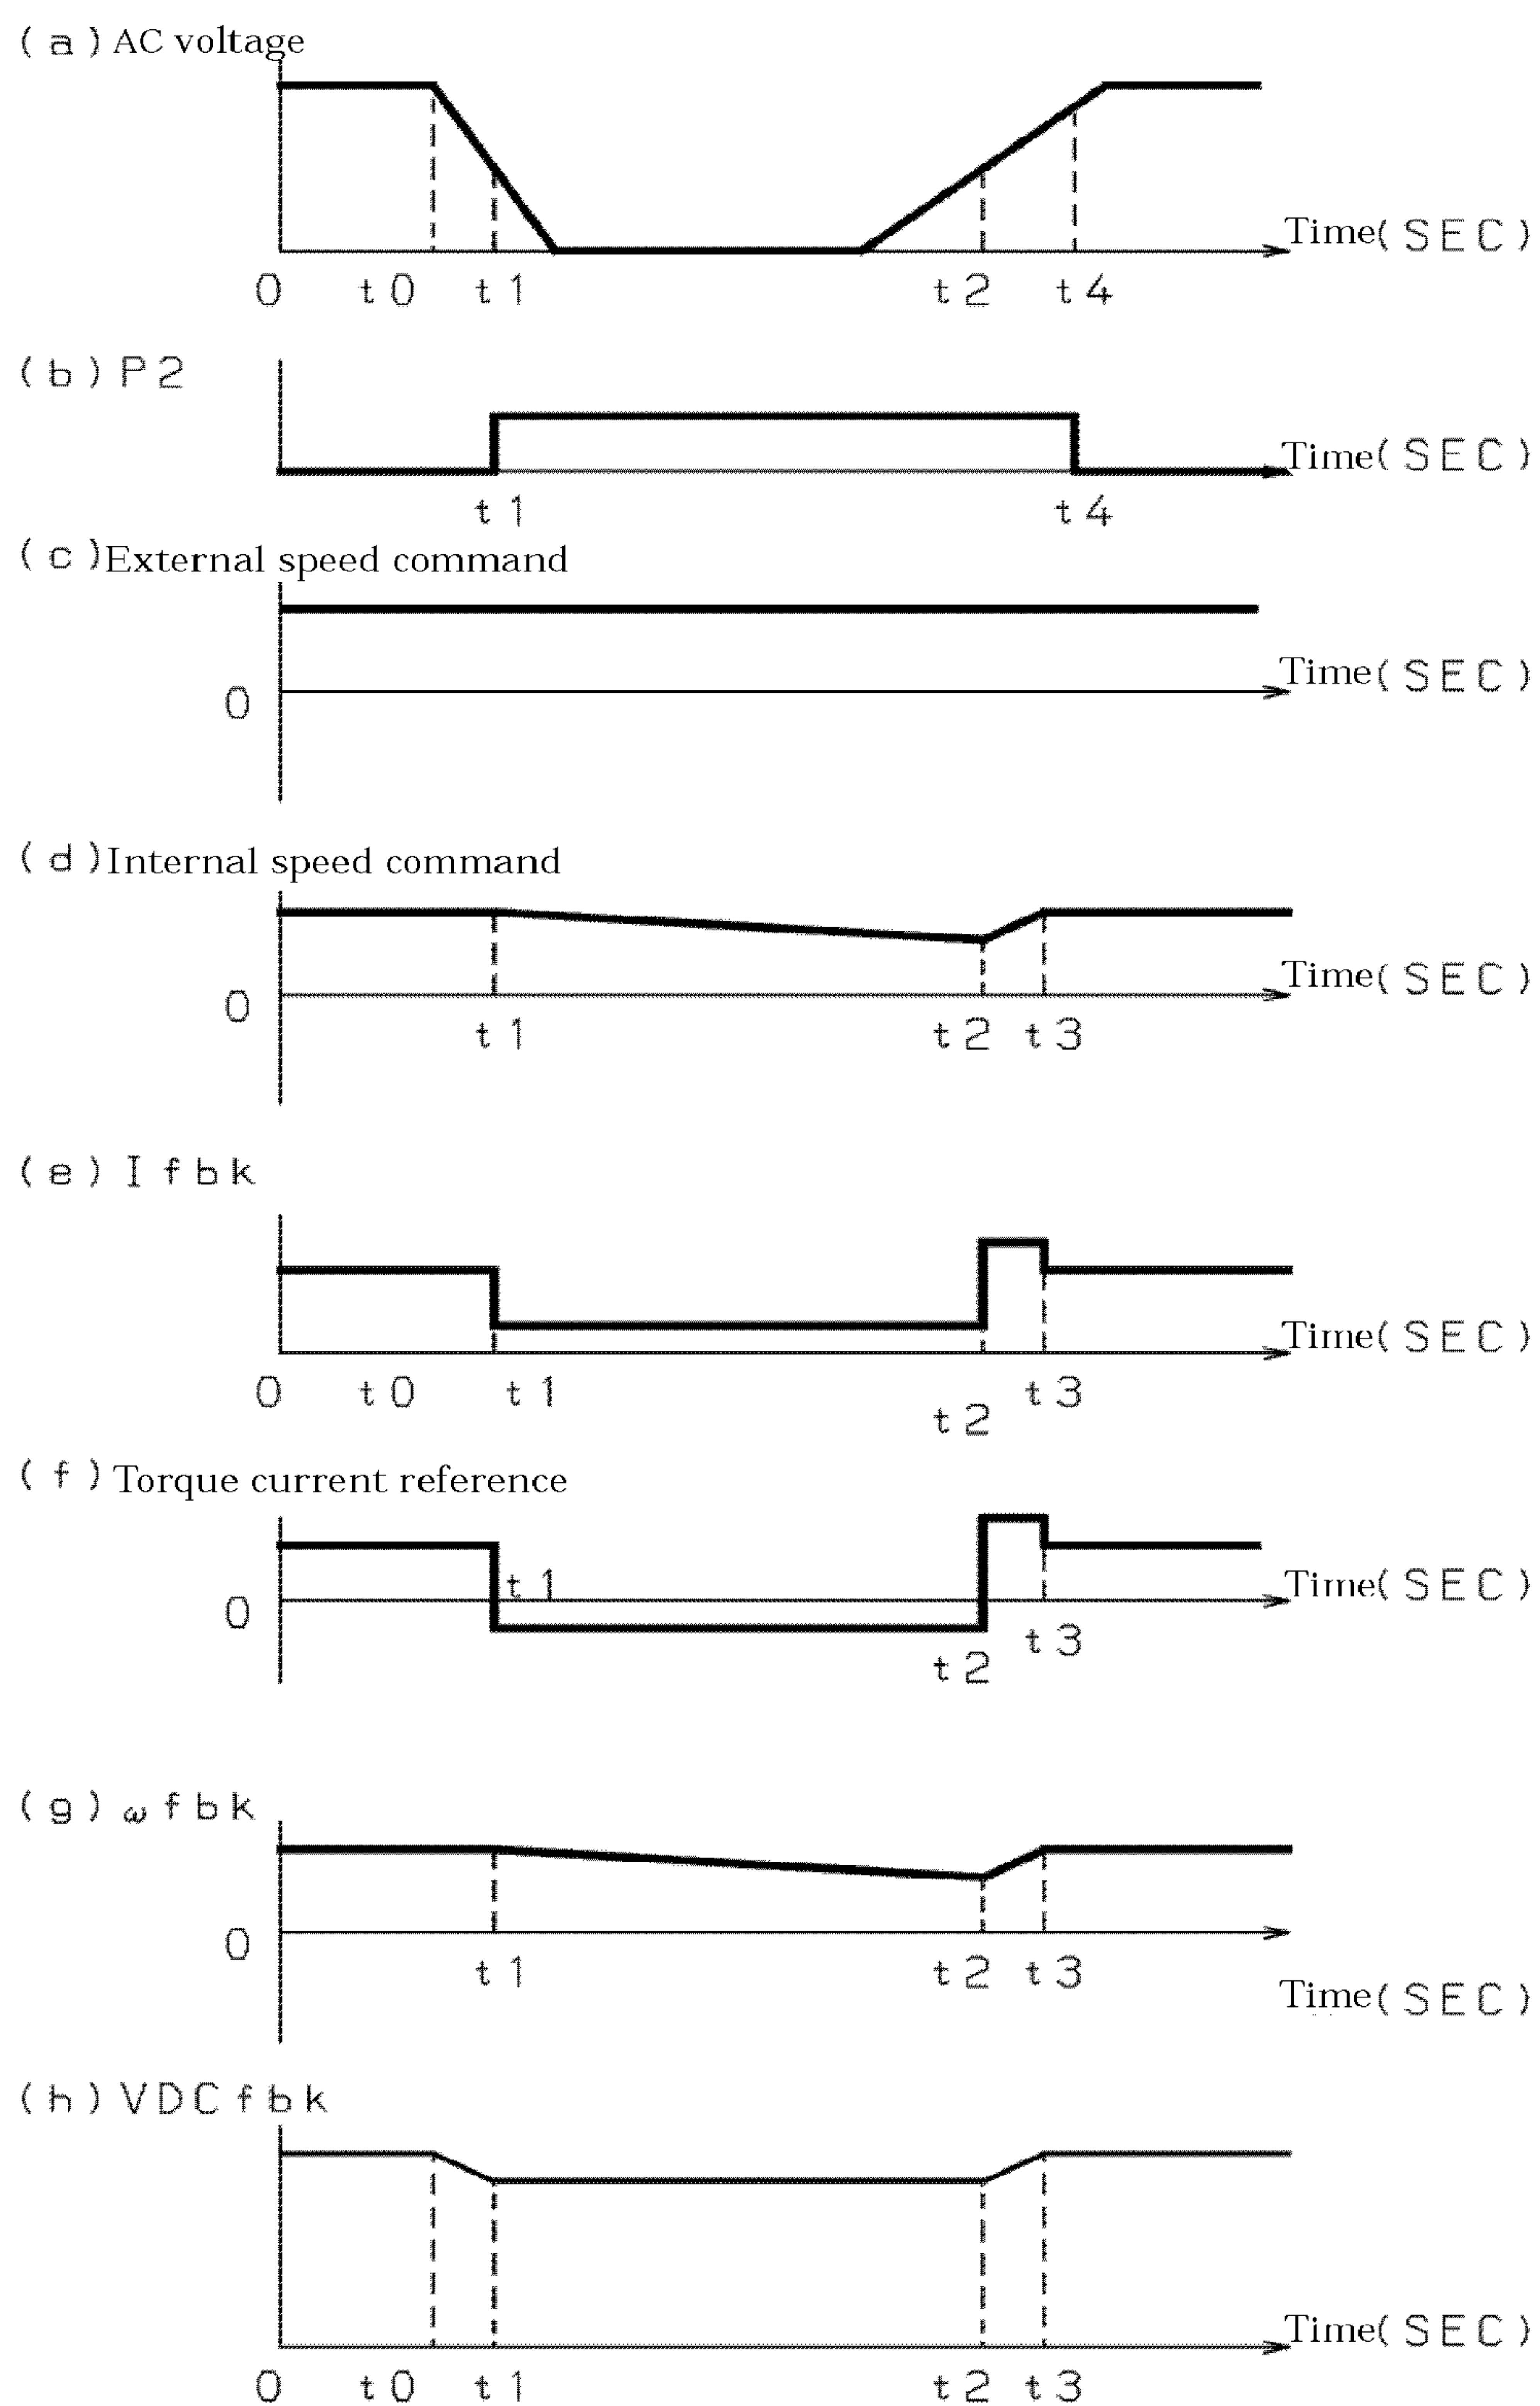 (a) AC voltage
Time(SEC)
0 t0 t1 t2 t4
(b) P2
Time(SEC)
t1 t4
(c) External speed command
Time(SEC)
0
(d) Internal speed command
Time(SEC)
0
t1 t2 t3
(e) Ifbk
Time(SEC)
0 t0 t1 t2 t3
(f) Torque current reference
t1 Time(SEC)
0
t2 t3
(g) ωfbk
0
t1 t2 t3
Time(SEC)
(h) VDCfbk
Time(SEC)
0 t0 t1 t2 t3